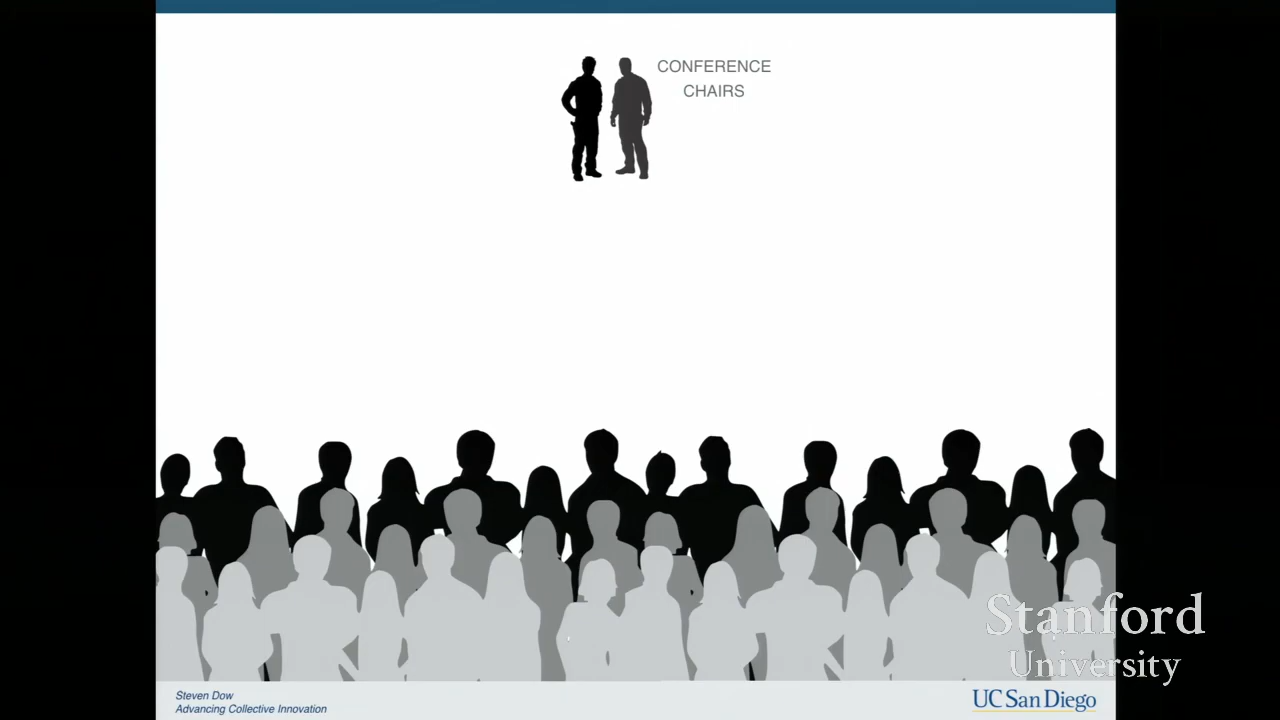 CONFERENCE
CHAIRS
Stanford
University
Steven Dow
Advancing Collective Innovation
UC San Diego